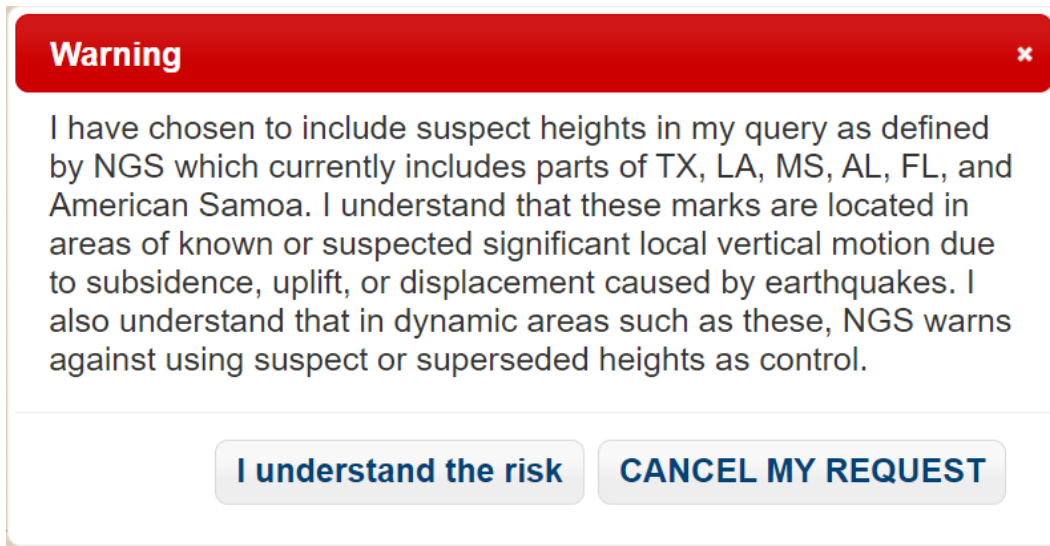 Warning
I have chosen to include suspect heights in my query as defined
by NGS which currently includes parts of TX, LA, MS, AL, FL, and
American Samoa. I understand that these marks are located in
areas of known or suspected significant local vertical motion due
to subsidence, uplift, or displacement caused by earthquakes. I
also understand that in dynamic areas such as these, NGS warns
against using suspect or superseded heights as control.
I understand the risk
CANCEL MY REQUEST